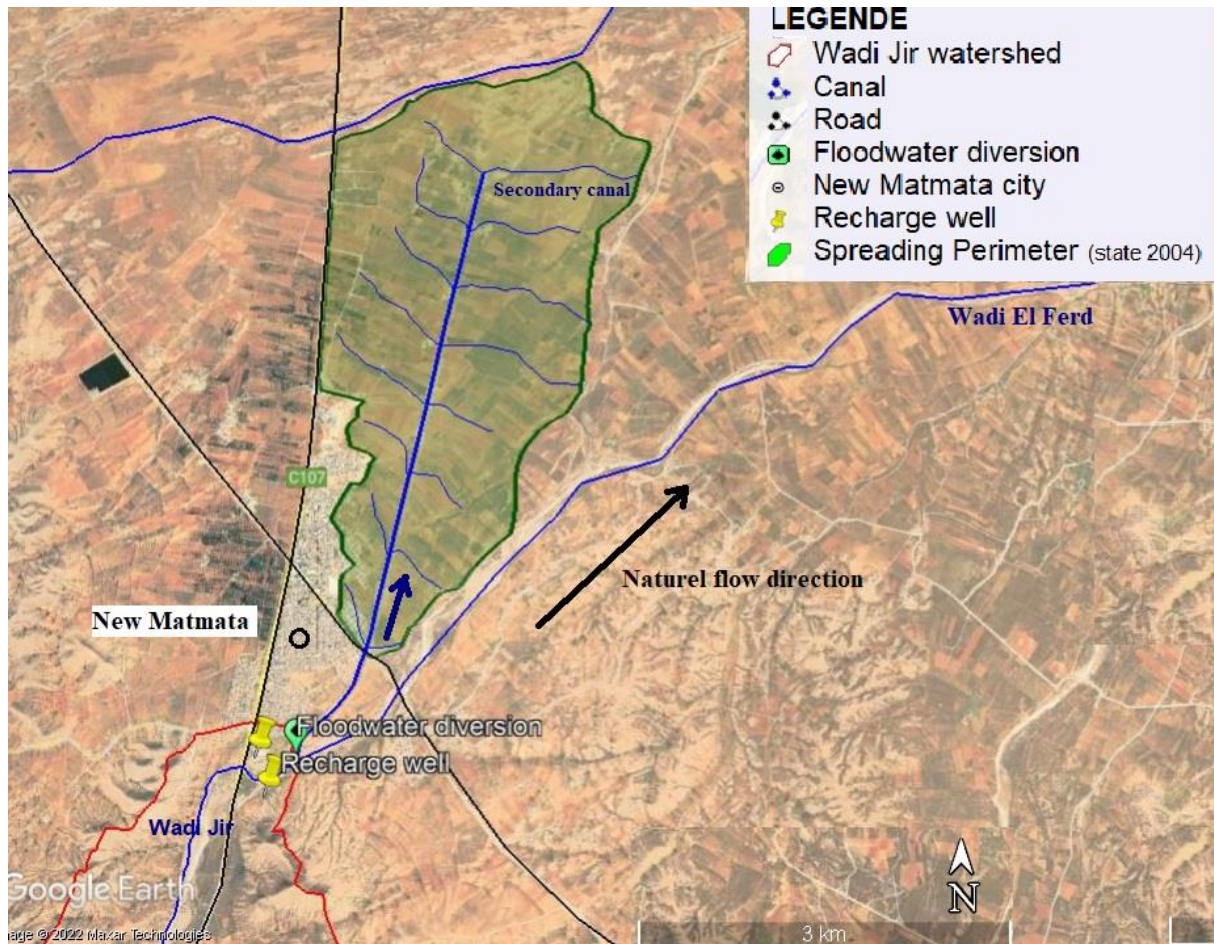 LEGENDE
Wadi Jir watershed
Canal
Road
Floodwater diversion
New Matmata city
Recharge well
Spreading Perimeter (state 2004)
Secondary canal
Wadi El Ferd
C107
Naturel flow direction
New Matmata
Floodwater diversion
Recharge well
Wadi Jir
N
Google Earth
age © 2022 Maxar Technologies
3 km